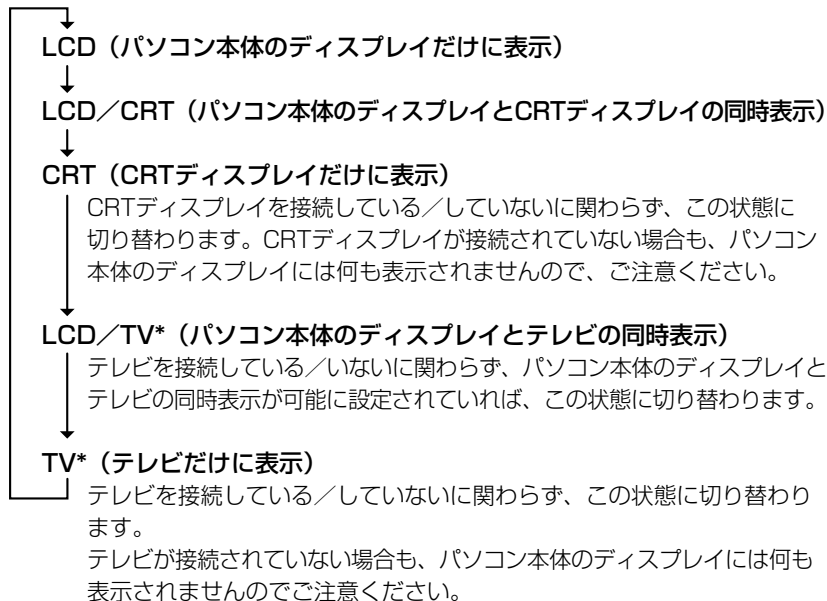 LCD（パソコン本体のディスプレイだけに表示）
LCD／CRT（パソコン本体のディスプレイとCRTディスプレイの同時表示）
CRT（CRTディスプレイだけに表示）
CRTディスプレイを接続している／していないに関わらず、この状態に
切り替わります。CRTディスプレイが接続されていない場合も、パソコン
本体のディスプレイには何も表示されませんので、ご注意ください。
LCD／TV*（パソコン本体のディスプレイとテレビの同時表示）
テレビを接続している／いないに関わらず、パソコン本体のディスプレイと
テレビの同時表示が可能に設定されていれば、この状態に切り替わります。
TV*（テレビだけに表示）
テレビを接続している／していないに関わらず、この状態に切り替わり
ます。
テレビが接続されていない場合も、パソコン本体のディスプレイには何も
表示されませんのでご注意ください。